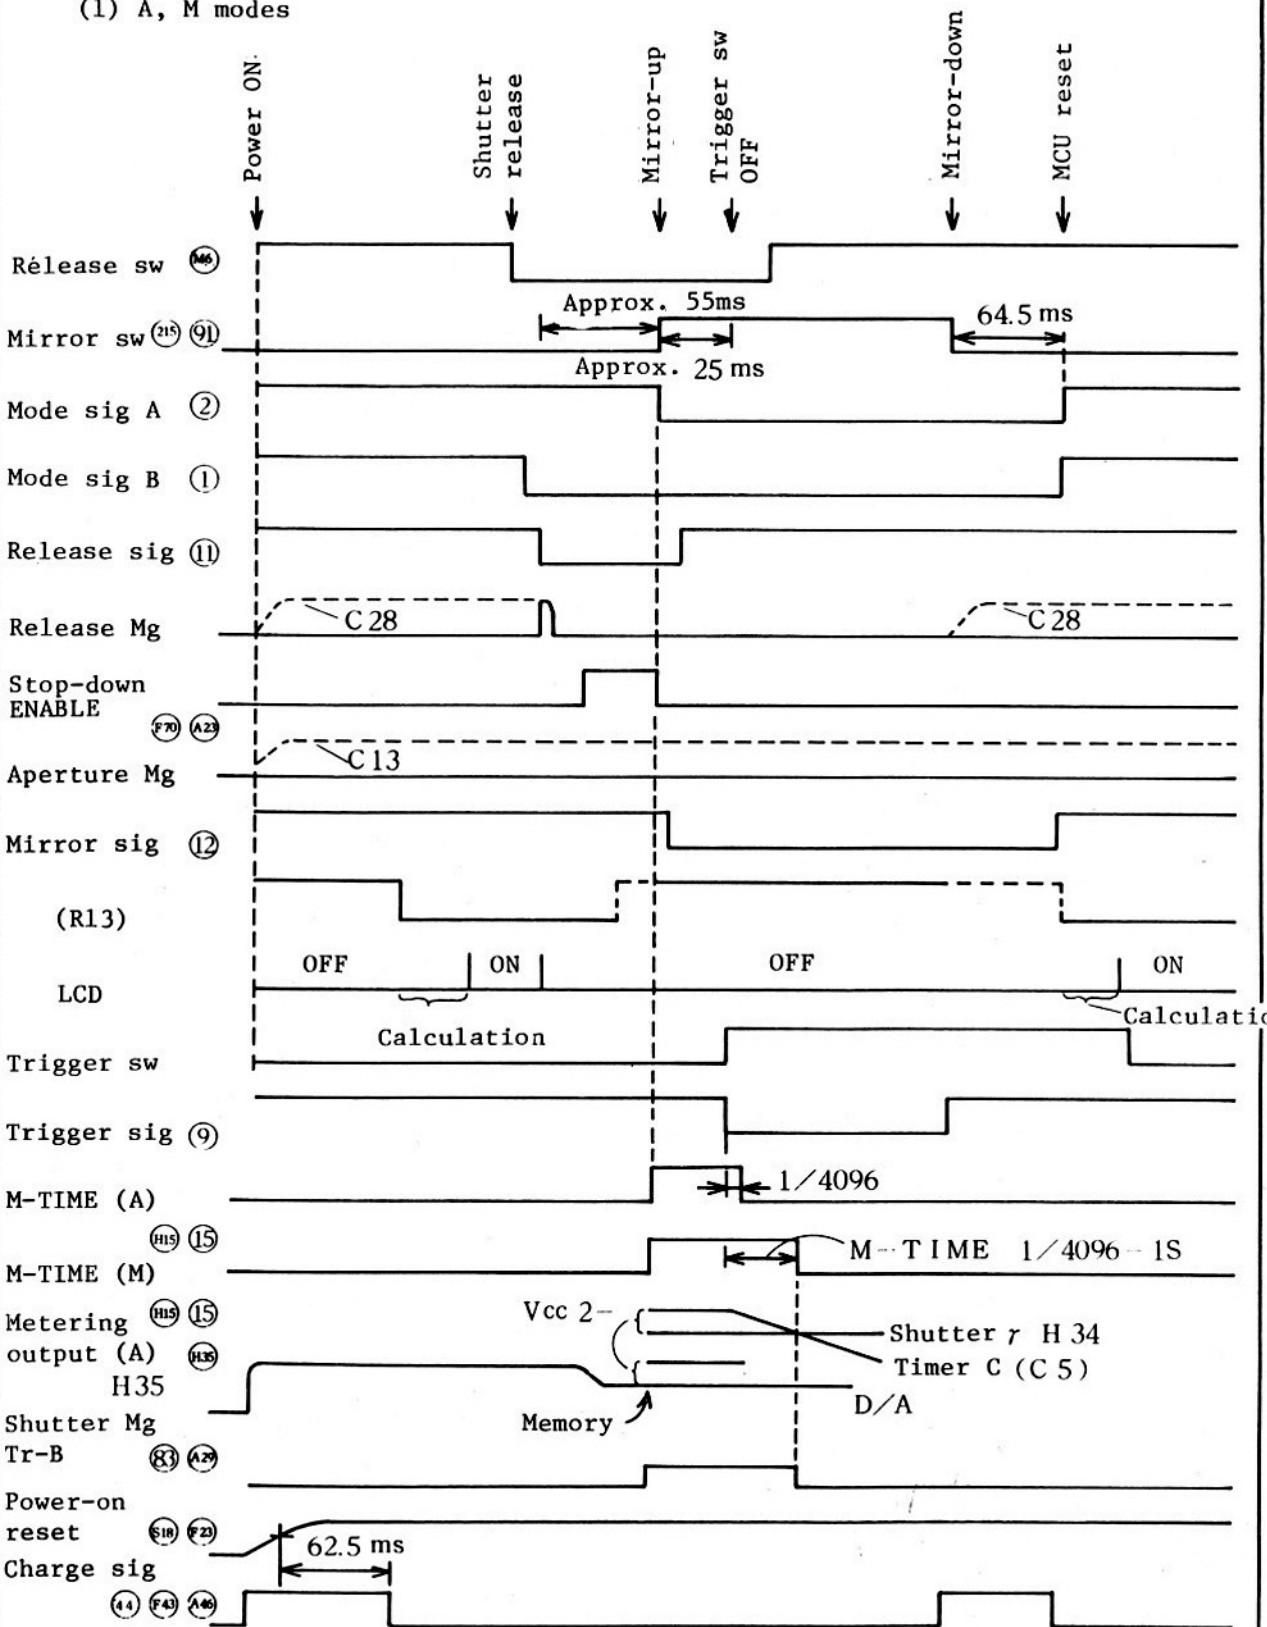 (1) A, M modes
Power ON
Shutter
release
Mirror-up
Trigger sw
OFF
Mirror-down
MCU reset
Release sw M6
Approx. 55ms
64.5 ms
Mirror sw 215 91
Approx. 25 ms
Mode sig A 2
Mode sig B 1
Release sig 11
C 28
C 28
Release Mg
Stop-down
ENABLE
F70 A23
C 13
Aperture Mg
Mirror sig 12
(R13)
OFF ON OFF ON
LCD
Calculatio
Calculation
Trigger sw
Trigger sig 9
1/4096
M-TIME (A)
H15 15
M-TIME 1/4096 - 1S
M-TIME (M)
H15 15
Vcc 2
Metering
output (A) H35
Shutter γ H 34
Timer C (C 5)
H35
D/A
Memory
Shutter Mg
Tr-B 83 A29
Power-on
reset S18 F23
62.5 ms
Charge sig
44 F43 A46